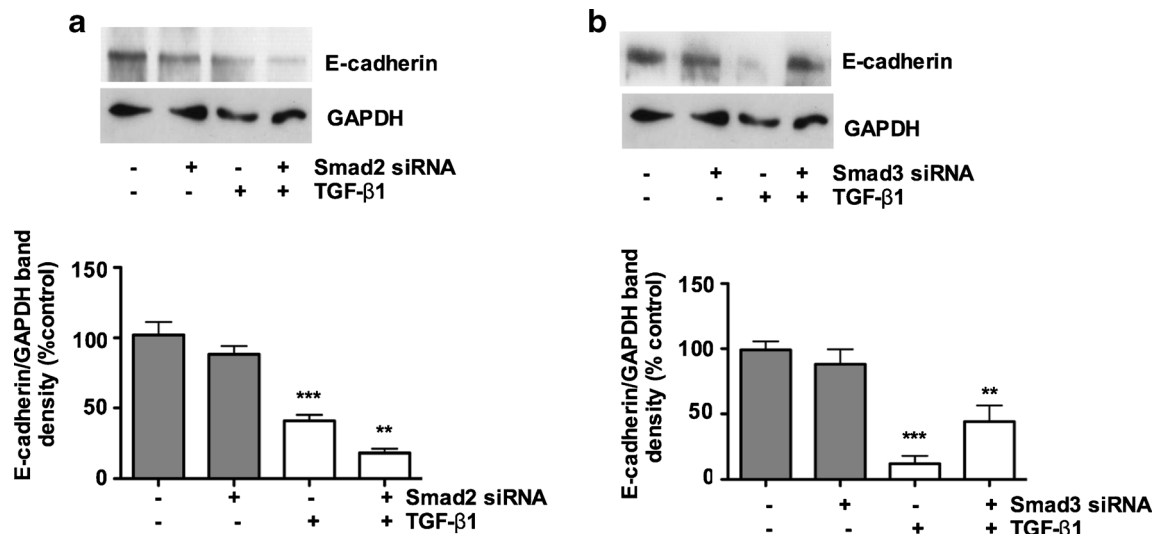 a
E-cadherin
GAPDH
- + - + Smad2 siRNA
- - + + TGF-β1
E-cadherin/GAPDH band
density (%control)
150
100
50
0
***
**
- + - + Smad2 siRNA
- - + + TGF-β1
b
E-cadherin
GAPDH
- + - + Smad3 siRNA
- - + + TGF-β1
E-cadherin/GAPDH band
density (% control)
150
100
50
0
***
**
- + - + Smad3 siRNA
- - + + TGF-β1